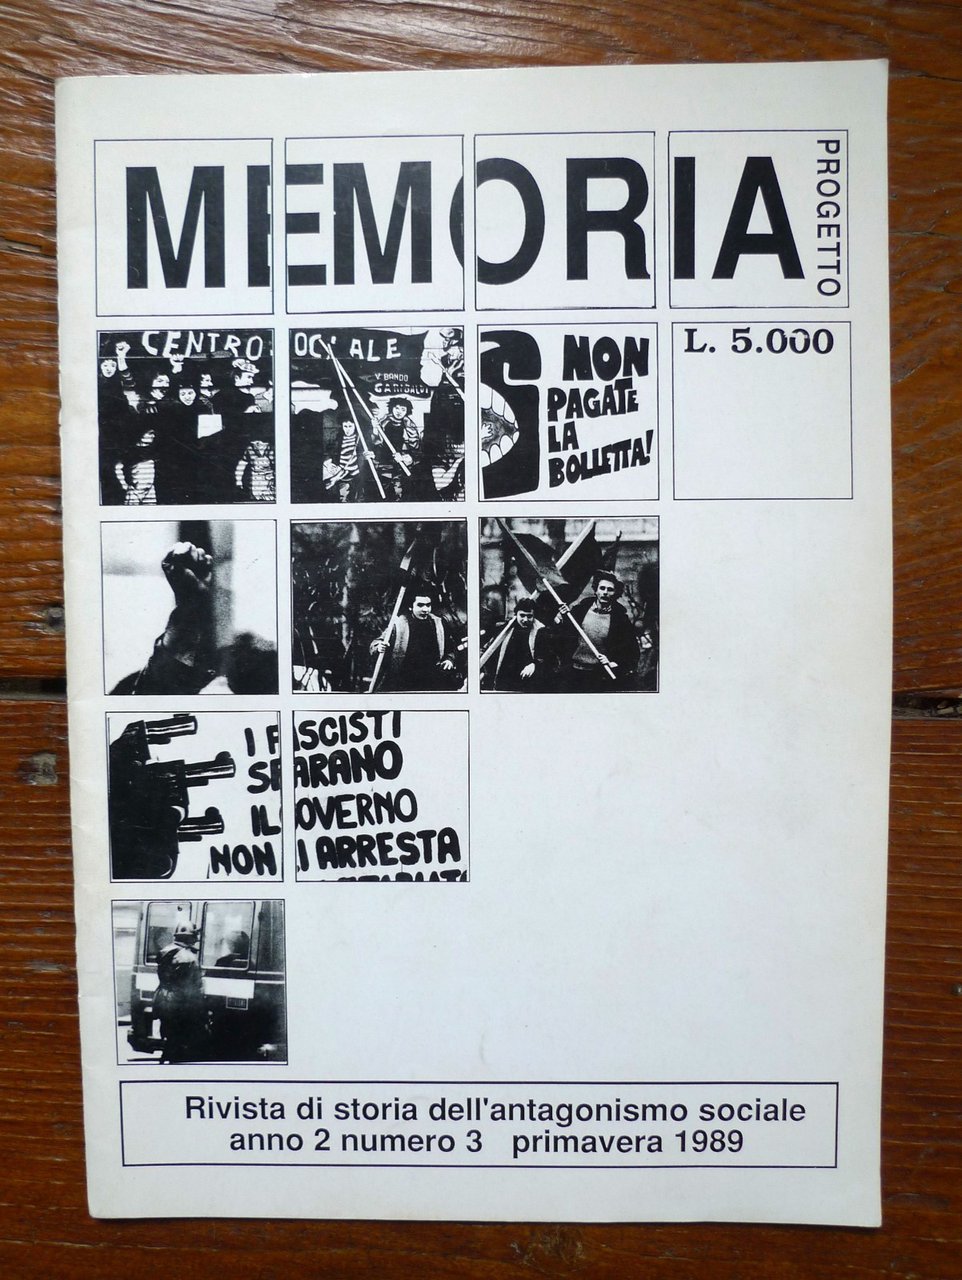 MEMORIA
PROGETTO
CENTRO SOCIALE
V. BANDO
GARIBALDI
NON
PAGATE
LA
BOLLETTA!
L. 5.000
I FASCISTI
SPARANO
IL GOVERNO
NON LI ARRESTA
Rivista di storia dell'antagonismo sociale
anno 2 numero 3 primavera 1989